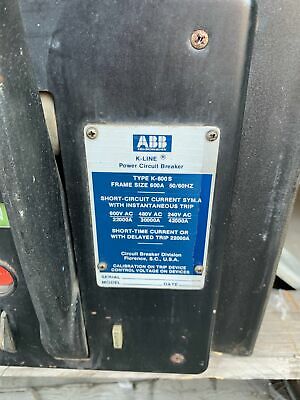 ABB
K-LINE ®
Power Circuit Breaker
TYPE K-600S
FRAME SIZE 600A 50/60HZ
SHORT-CIRCUIT CURRENT SYM.A
WITH INSTANTANEOUS TRIP
600V AC 480V AC 240V AC
22000A 30000A 42000A
SHORT-TIME CURRENT OR
WITH DELAYED TRIP 22000A
Circuit Breaker Division
Florence, S.C., U.S.A.
CALIBRATION ON TRIP DEVICE
CONTROL VOLTAGE ON DEVICES
SERIAL
MODEL DATE